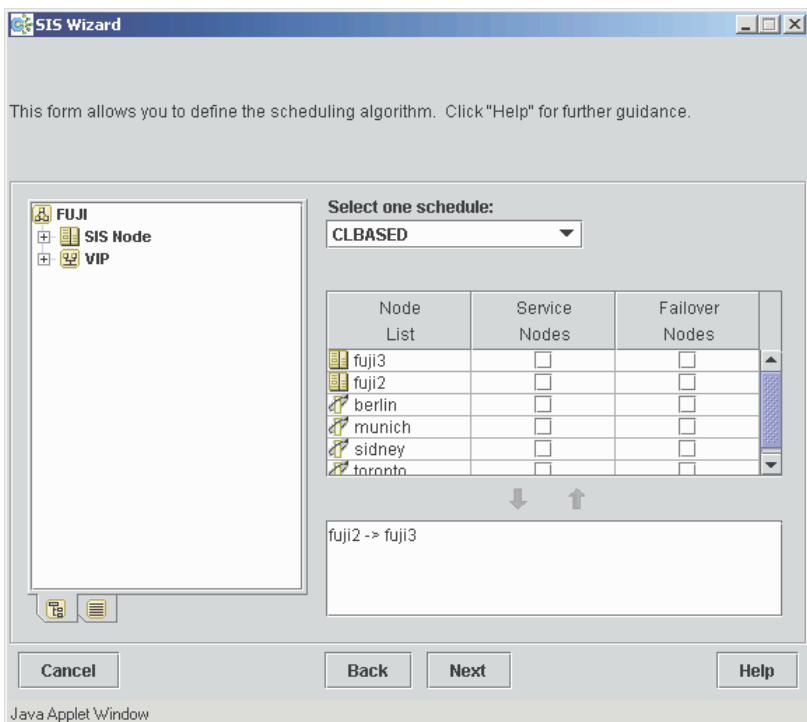 SIS Wizard
This form allows you to define the scheduling algorithm. Click "Help" for further guidance.
FUJI
SIS Node
VIP
Select one schedule:
CLBASED
Node List
Service Nodes
Failover Nodes
fuji3
fuji2
berlin
munich
sidney
toronto
fuji2 -> fuji3
Cancel
Back
Next
Help
Java Applet Window